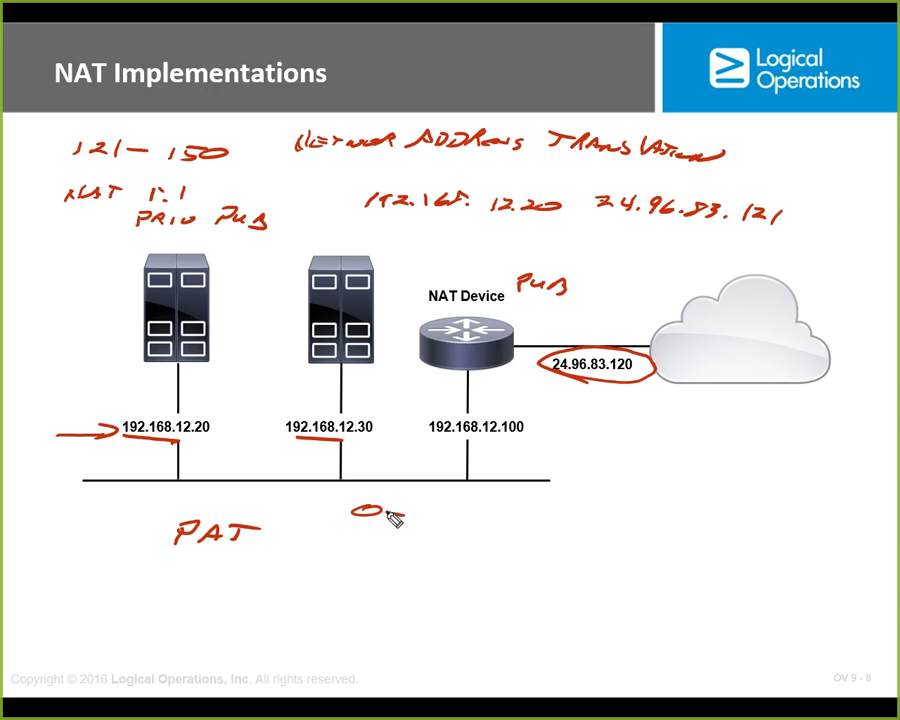 NAT Implementations
Logical
Operations
121 - 150
NETWORK ADDRESS TRANSLATION
NAT 1:1
PRIV PUB
192.168.12.20 24.96.83.121
NAT Device
PUB
24.96.83.120
192.168.12.20
192.168.12.30
192.168.12.100
PAT
Copyright © 2016 Logical Operations, Inc. All rights reserved.
OV 9 - 8